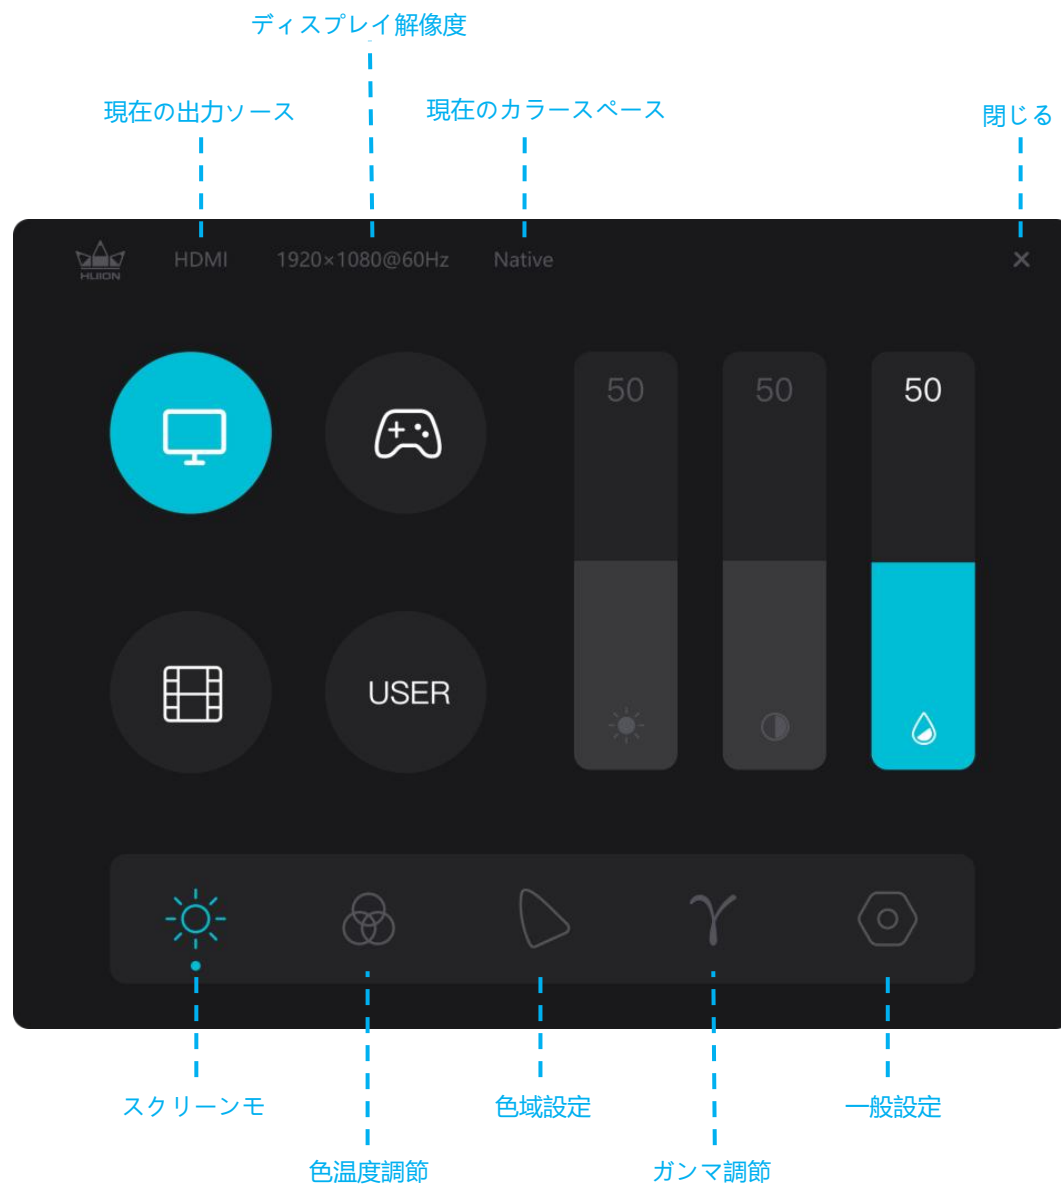 ディスプレイ解像度
現在の出力ソース
現在のカラースペース
閉じる
HUION
HDMI
1920×1080@60Hz
Native
×
50
50
50
USER
γ
スクリーンモ
色域設定
一般設定
色温度調節
ガンマ調節